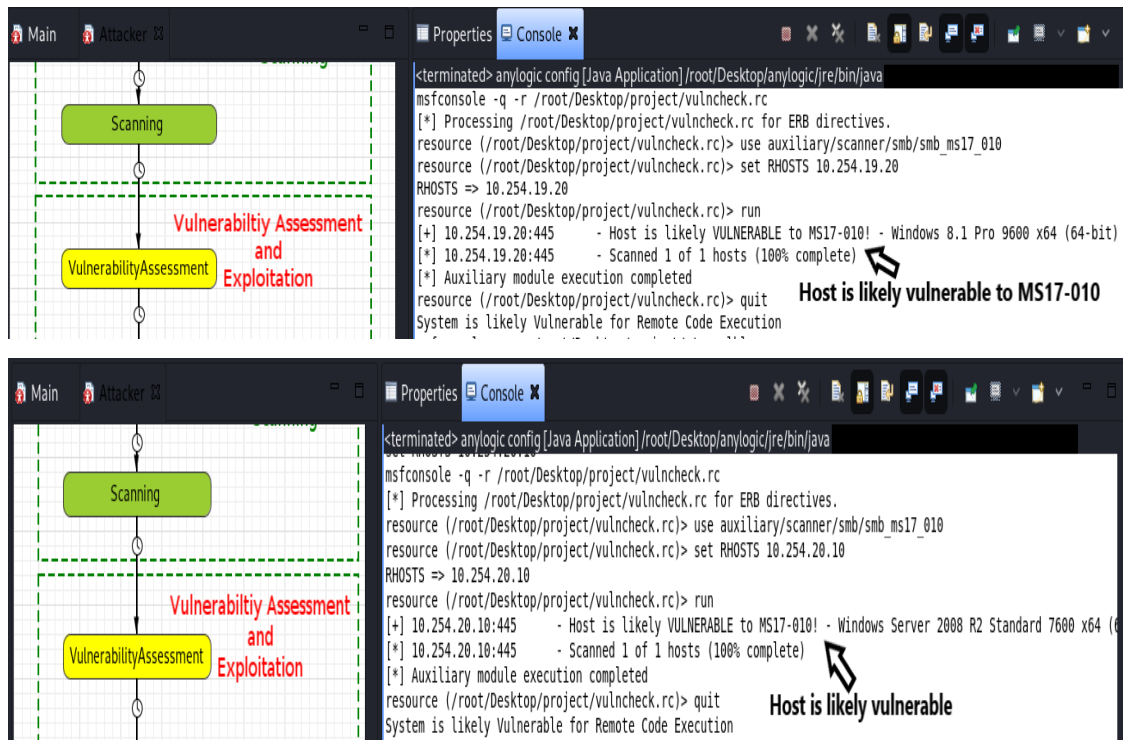 Main
Attacker
Properties
Console
<terminated> anylogic config [Java Application] /root/Desktop/anylogic/jre/bin/java
Scanning
Scanning
Vulnerabiltiy Assessment
and
Exploitation
VulnerabilityAssessment
msfconsole -q -r /root/Desktop/project/vulncheck.rc
[*] Processing /root/Desktop/project/vulncheck.rc for ERB directives.
resource (/root/Desktop/project/vulncheck.rc)> use auxiliary/scanner/smb/smb_ms17_010
resource (/root/Desktop/project/vulncheck.rc)> set RHOSTS 10.254.19.20
RHOSTS => 10.254.19.20
resource (/root/Desktop/project/vulncheck.rc)> run
[+] 10.254.19.20:445 - Host is likely VULNERABLE to MS17-010! - Windows 8.1 Pro 9600 x64 (64-bit)
[*] 10.254.19.20:445 - Scanned 1 of 1 hosts (100% complete)
[*] Auxiliary module execution completed
resource (/root/Desktop/project/vulncheck.rc)> quit
System is likely Vulnerable for Remote Code Execution
Host is likely vulnerable to MS17-010
Main
Attacker
Properties
Console
<terminated> anylogic config [Java Application] /root/Desktop/anylogic/jre/bin/java
Scanning
Vulnerabiltiy Assessment
and
Exploitation
VulnerabilityAssessment
msfconsole -q -r /root/Desktop/project/vulncheck.rc
[*] Processing /root/Desktop/project/vulncheck.rc for ERB directives.
resource (/root/Desktop/project/vulncheck.rc)> use auxiliary/scanner/smb/smb_ms17_010
resource (/root/Desktop/project/vulncheck.rc)> set RHOSTS 10.254.20.10
RHOSTS => 10.254.20.10
resource (/root/Desktop/project/vulncheck.rc)> run
[+] 10.254.20.10:445 - Host is likely VULNERABLE to MS17-010! - Windows Server 2008 R2 Standard 7600 x64 (6
[*] 10.254.20.10:445 - Scanned 1 of 1 hosts (100% complete)
[*] Auxiliary module execution completed
resource (/root/Desktop/project/vulncheck.rc)> quit
System is likely Vulnerable for Remote Code Execution
Host is likely vulnerable